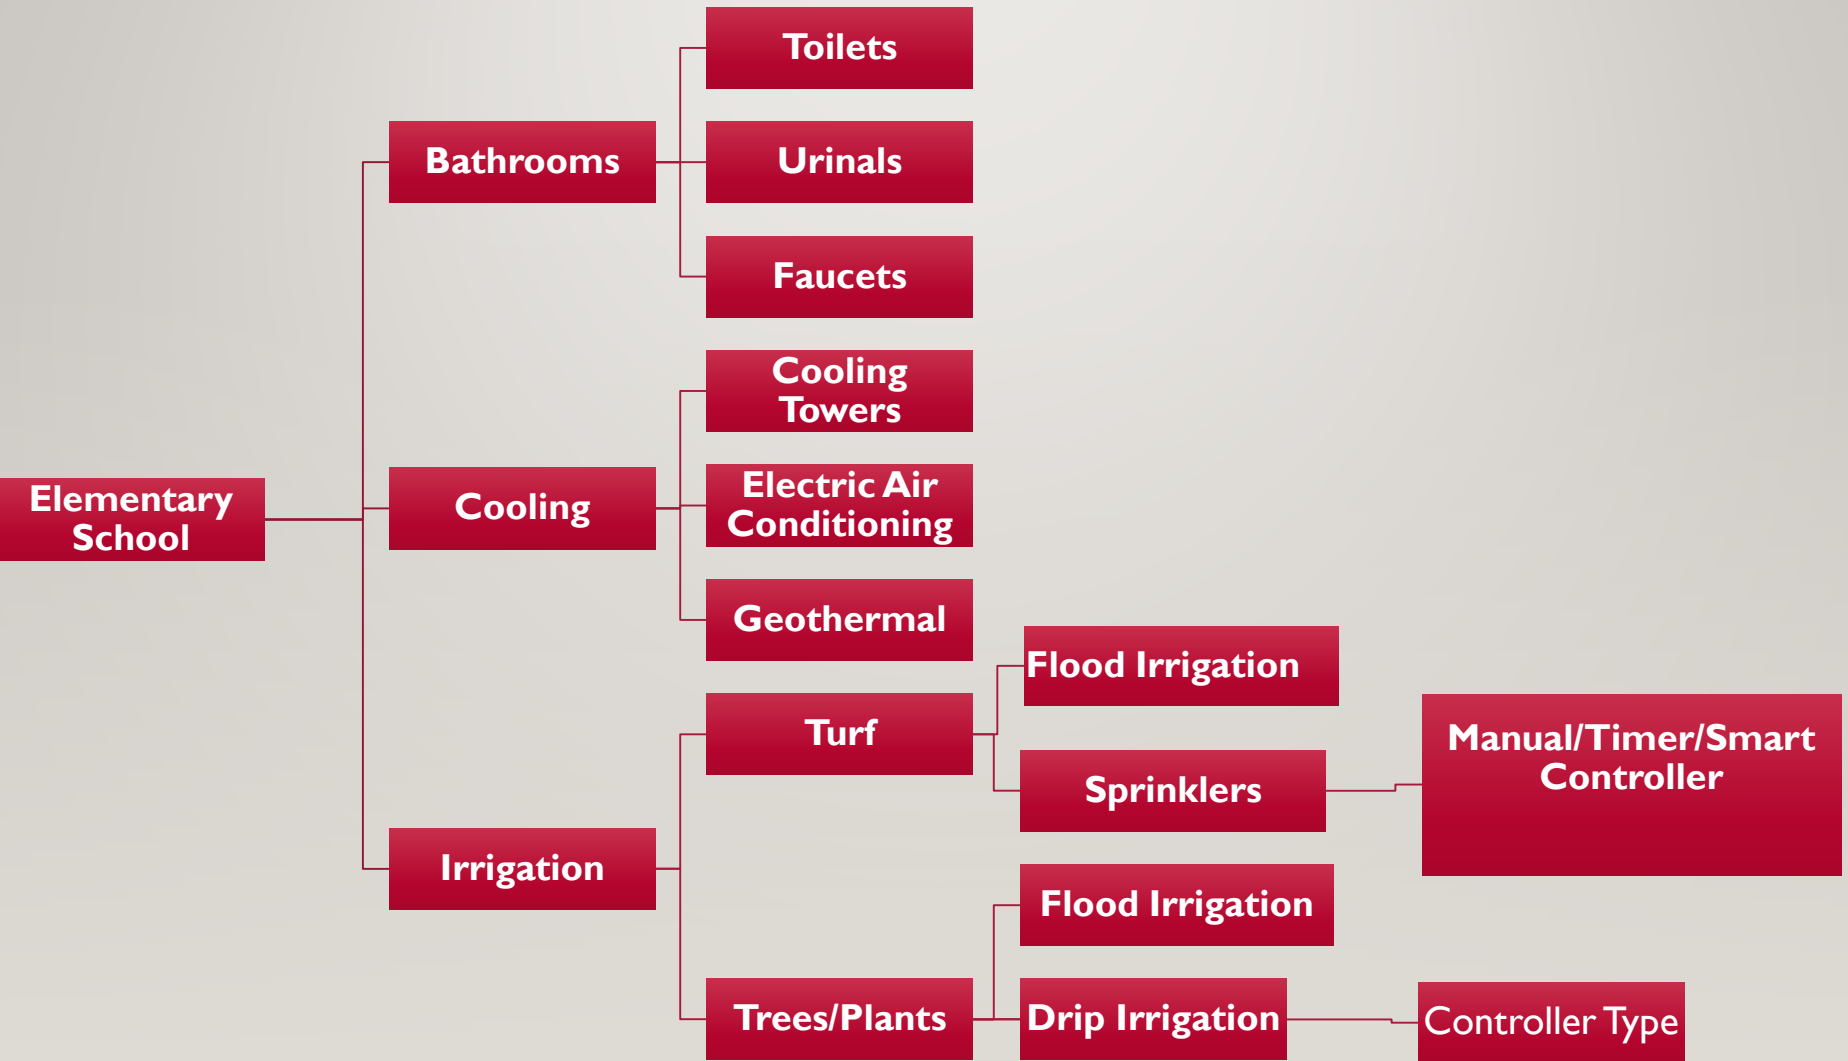 Toilets
Bathrooms
Urinals
Faucets
Cooling
Towers
Elementary
School
Cooling
Electric Air
Conditioning
Geothermal
Flood Irrigation
Turf
Manual/Timer/Smart
Controller
Sprinklers
Irrigation
Flood Irrigation
Trees/Plants
Drip Irrigation
Controller Type